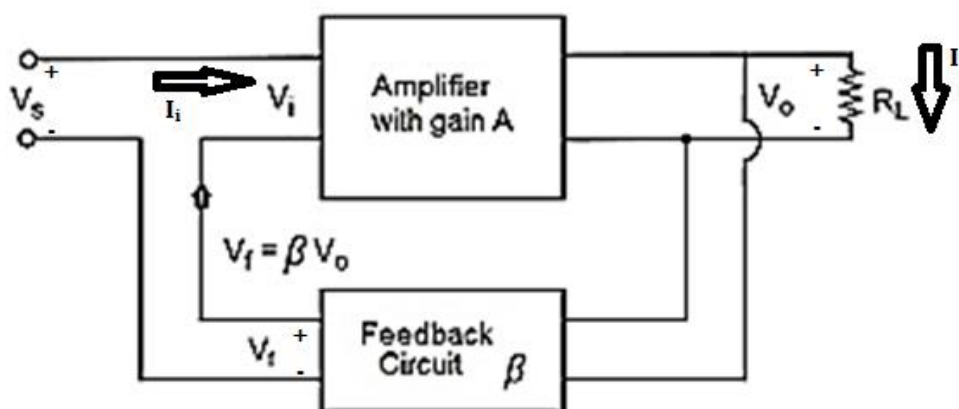 +
Vs
-
Ii
Vi
Amplifier
with gain A
+
Vo
-
RL
I
Vf = β Vo
+
Vf
-
Feedback
Circuit β